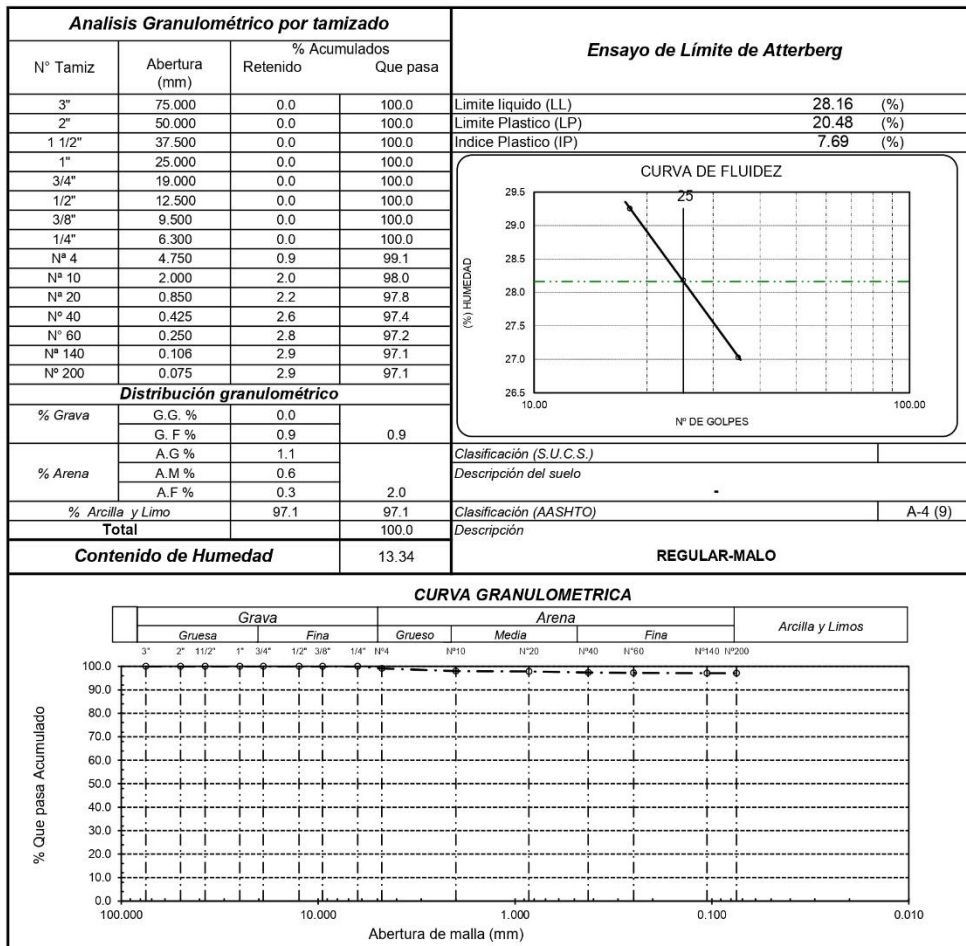 Analisis Granulométrico por tamizado
% Acumulados
N° Tamiz Abertura (mm) Retenido Que pasa
3" 75.000 0.0 100.0
2" 50.000 0.0 100.0
1 1/2" 37.500 0.0 100.0
1" 25.000 0.0 100.0
3/4" 19.000 0.0 100.0
1/2" 12.500 0.0 100.0
3/8" 9.500 0.0 100.0
1/4" 6.300 0.0 100.0
Nª 4 4.750 0.9 99.1
Nª 10 2.000 2.0 98.0
Nª 20 0.850 2.2 97.8
Nº 40 0.425 2.6 97.4
N° 60 0.250 2.8 97.2
Nª 140 0.106 2.9 97.1
Nº 200 0.075 2.9 97.1
Distribución granulométrico
% Grava G.G. % 0.0
G. F % 0.9 0.9
A.G % 1.1
% Arena A.M % 0.6
A.F % 0.3 2.0
% Arcilla y Limo 97.1 97.1
Total 100.0
Contenido de Humedad 13.34
Ensayo de Límite de Atterberg
Limite liquido (LL) 28.16 (%)
Limite Plastico (LP) 20.48 (%)
Indice Plastico (IP) 7.69 (%)
CURVA DE FLUIDEZ
25
29.5
29.0
28.5
28.0
27.5
27.0
26.5
(%) HUMEDAD
10.00 100.00
Nº DE GOLPES
Clasificación (S.U.C.S.)
Descripción del suelo
-
Clasificación (AASHTO) A-4 (9)
Descripción
REGULAR-MALO
CURVA GRANULOMETRICA
Grava Arena Arcilla y Limos
Gruesa Fina Grueso Media Fina
3" 2" 11/2" 1" 3/4" 1/2" 3/8" 1/4" Nº4 Nº10 Nº20 Nº40 Nº60 Nº140 Nº200
100.0
90.0
80.0
70.0
60.0
50.0
40.0
30.0
20.0
10.0
0.0
% Que pasa Acumulado
100.000 10.000 1.000 0.100 0.010
Abertura de malla (mm)